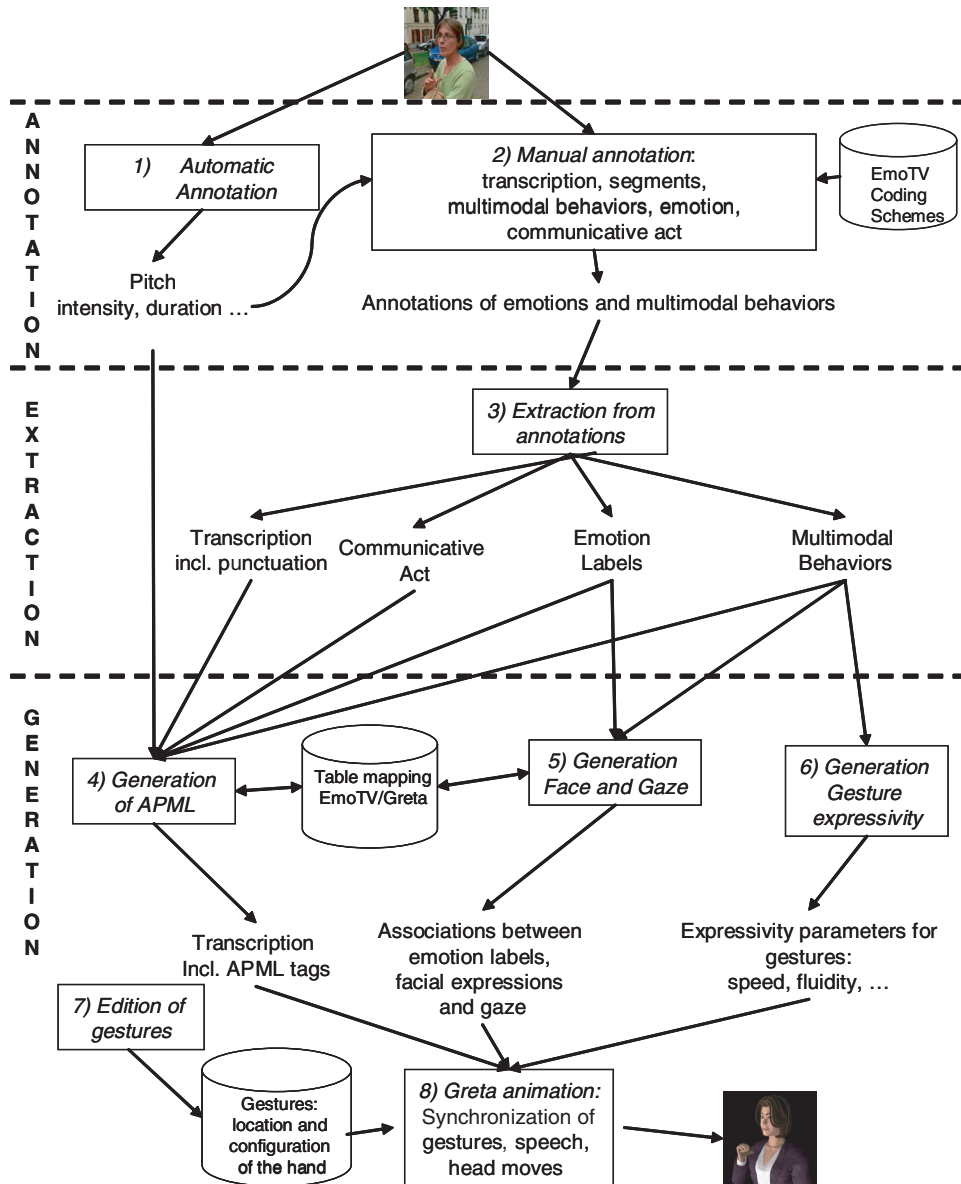 ANNOTATION
1) Automatic
Annotation
2) Manual annotation:
transcription, segments,
multimodal behaviors, emotion,
communicative act
EmoTV
Coding
Schemes
Pitch
intensity, duration …
Annotations of emotions and multimodal behaviors
EXTRACTION
3) Extraction from
annotations
Transcription
incl. punctuation
Communicative
Act
Emotion
Labels
Multimodal
Behaviors
GENERATION
4) Generation
of APML
Table mapping
EmoTV/Greta
5) Generation
Face and Gaze
6) Generation
Gesture
expressivity
Transcription
Incl. APML tags
Associations between
emotion labels,
facial expressions
and gaze
Expressivity parameters for
gestures:
speed, fluidity, …
7) Edition of
gestures
Gestures:
location and
configuration
of the hand
8) Greta animation:
Synchronization of
gestures, speech,
head moves